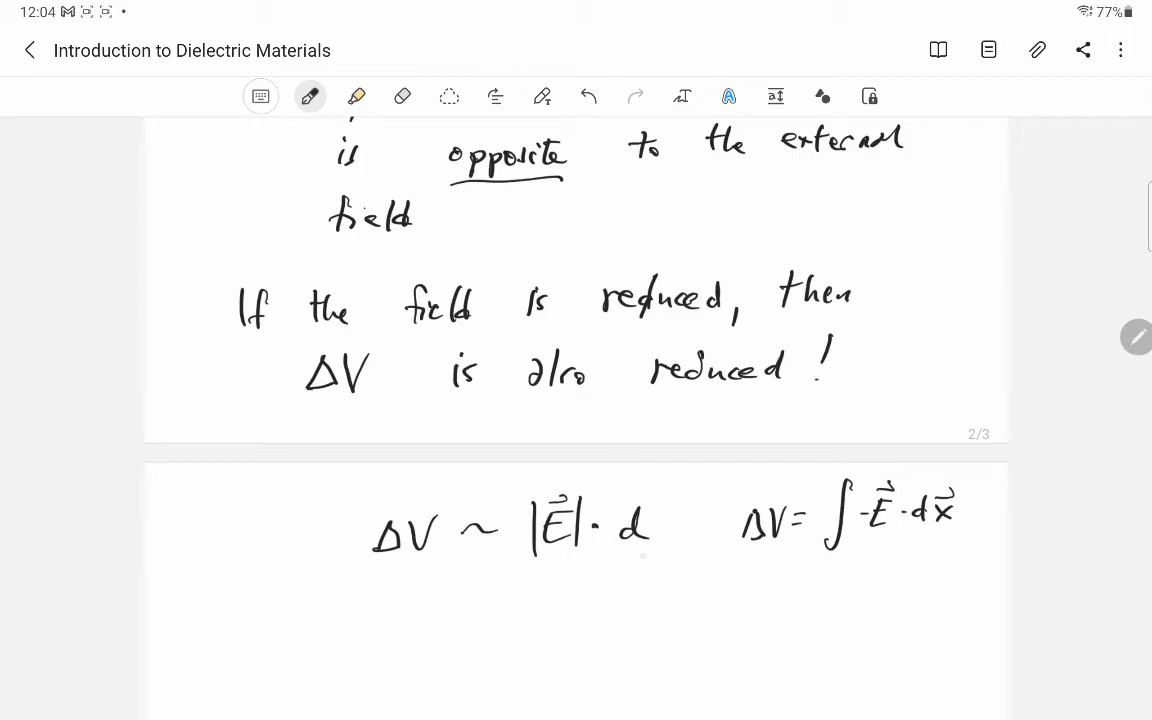 12:04
77%
Introduction to Dielectric Materials
is opposite to the external
field
If the field is reduced, then
ΔV is also reduced!
2/3
ΔV ~ |E⃗| · d ΔV = ∫ -E⃗ · dx⃗